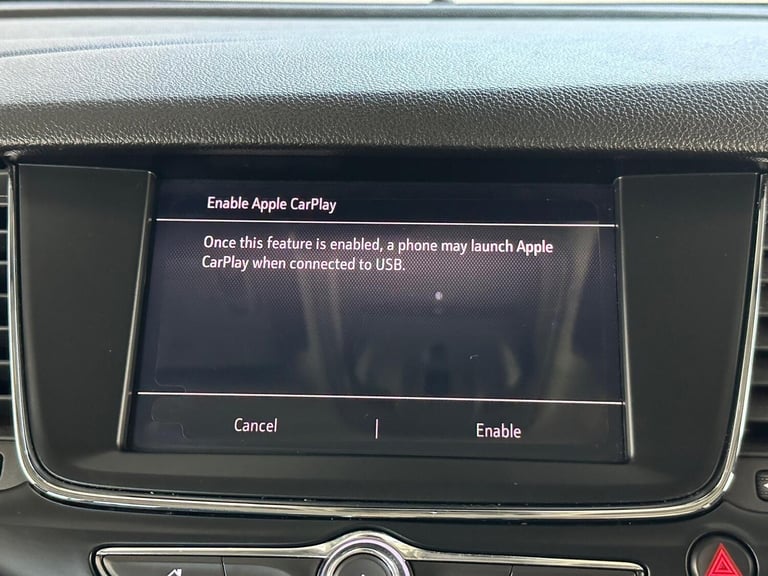 Enable Apple CarPlay
Once this feature is enabled, a phone may launch Apple
CarPlay when connected to USB.
Cancel | Enable